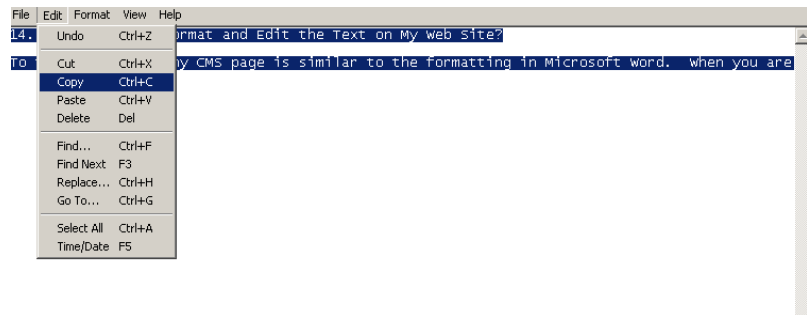 File Edit Format View Help
14. rmat and Edit the Text on My Web Site?
Undo Ctrl+Z
To ny CMS page is similar to the formatting in Microsoft Word.  When you are
Cut Ctrl+X
Copy Ctrl+C
Paste Ctrl+V
Delete Del
Find... Ctrl+F
Find Next F3
Replace... Ctrl+H
Go To... Ctrl+G
Select All Ctrl+A
Time/Date F5